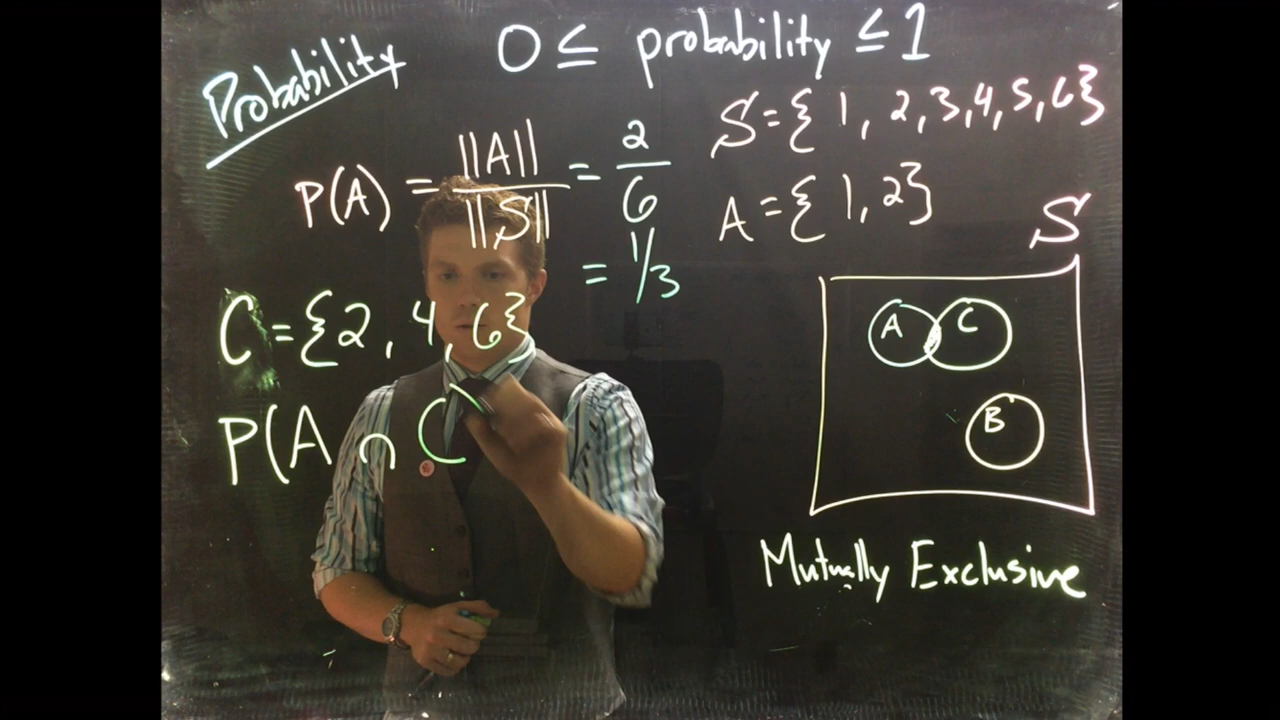 Probability
0 ≤ probability ≤ 1
S = { 1, 2, 3, 4, 5, 6 }
P(A) = ||A|| / ||S|| = 2/6
A = { 1, 2 }
= 1/3
S
C = { 2, 4, 6 }
A C
P(A ∩ C
B
Mutually Exclusive